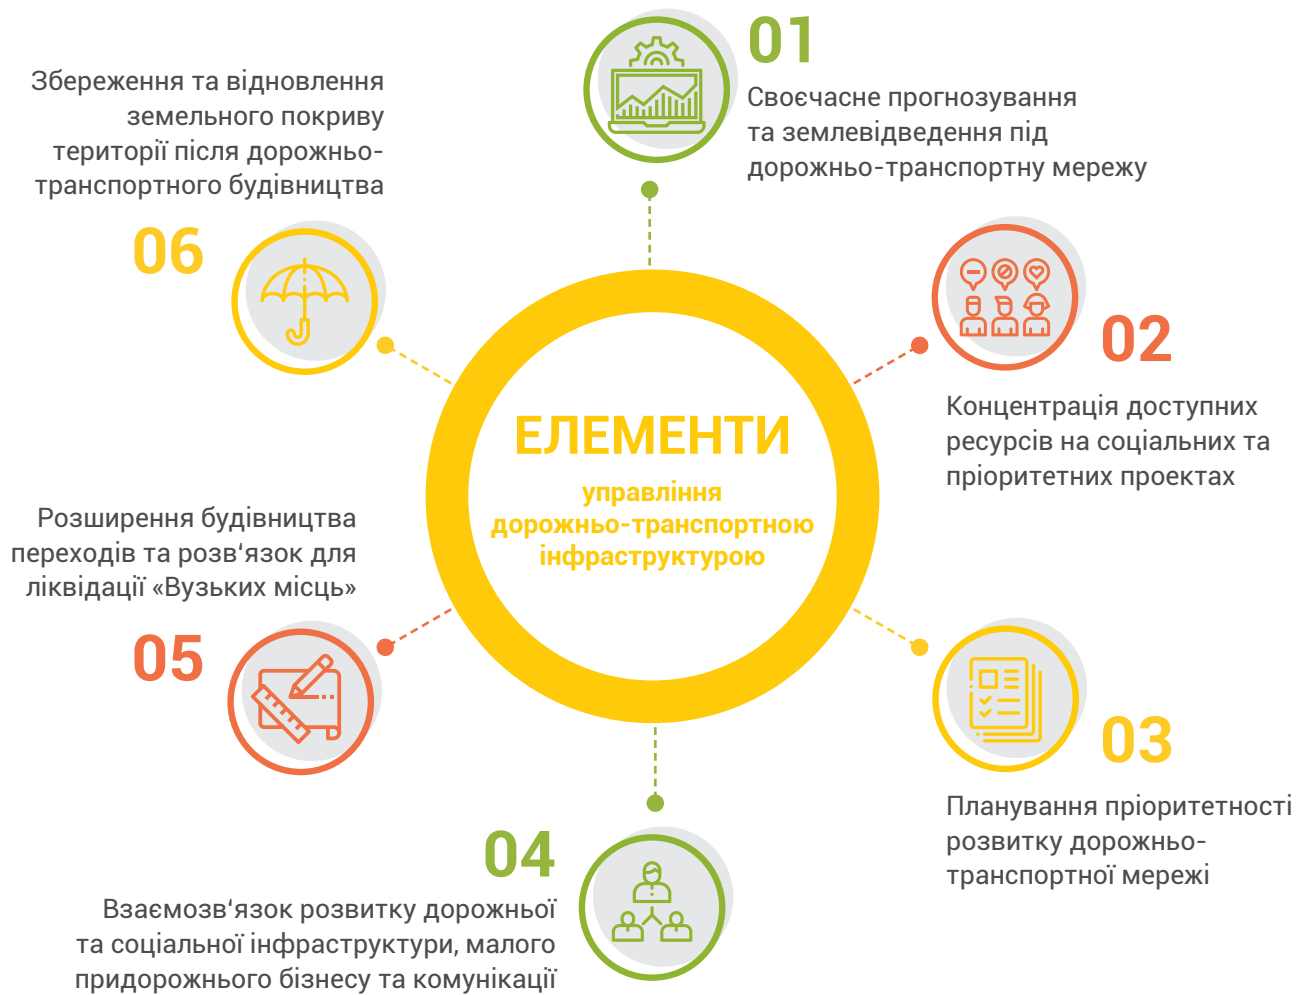 ЕЛЕМЕНТИ
управління
дорожньо-транспортною
інфраструктурою
01
Своєчасне прогнозування
та землевідведення під
дорожньо-транспортну мережу
02
Концентрація доступних
ресурсів на соціальних та
пріоритетних проектах
03
Планування пріоритетності
розвитку дорожньо-
транспортної мережі
04
Взаємозв‘язок розвитку дорожньої
та соціальної інфраструктури, малого
придорожнього бізнесу та комунікації
Розширення будівництва
переходів та розв‘язок для
ліквідації «Вузьких місць»
05
Збереження та відновлення
земельного покриву
території після дорожньо-
транспортного будівництва
06